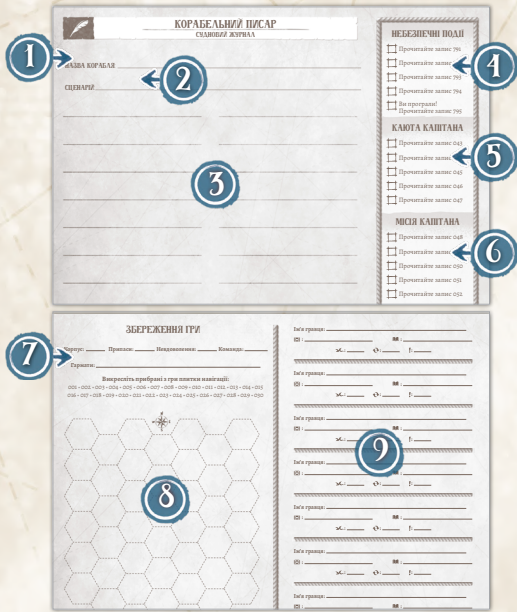 КОРАБЕЛЬНИЙ ПИСАР
СУДНОВИЙ ЖУРНАЛ
НАЗВА КОРАБЛЯ
СЦЕНАРІЙ
1
2
3
НЕБЕЗПЕЧНІ ПОДІЇ
Прочитайте запис 791
Прочитайте запис
Прочитайте запис 793
Прочитайте запис 794
Ви програли!
Прочитайте запис 795
4
КАЮТА КАПІТАНА
Прочитайте запис 043
Прочитайте запис
Прочитайте запис 045
Прочитайте запис 046
Прочитайте запис 047
5
МІСІЯ КАПІТАНА
Прочитайте запис 048
Прочитайте запис
Прочитайте запис 050
Прочитайте запис 051
Прочитайте запис 052
6
ЗБЕРЕЖЕННЯ ГРИ
Корпус: Припаси: Невдоволення: Команда:
7
Гармати:
Викресліть прибрані з гри плитки навігації:
001 - 002 - 003 - 004 - 005 - 006 - 007 - 008 - 009 - 010 - 011 - 012 - 013 - 014 - 015
016 - 017 - 018 - 019 - 020 - 021 - 022 - 023 - 024 - 025 - 026 - 027 - 028 - 029 - 030
8
Ім'я гравця:
Ім'я гравця:
Ім'я гравця:
9
Ім'я гравця:
Ім'я гравця:
Ім'я гравця:
Ім'я гравця: